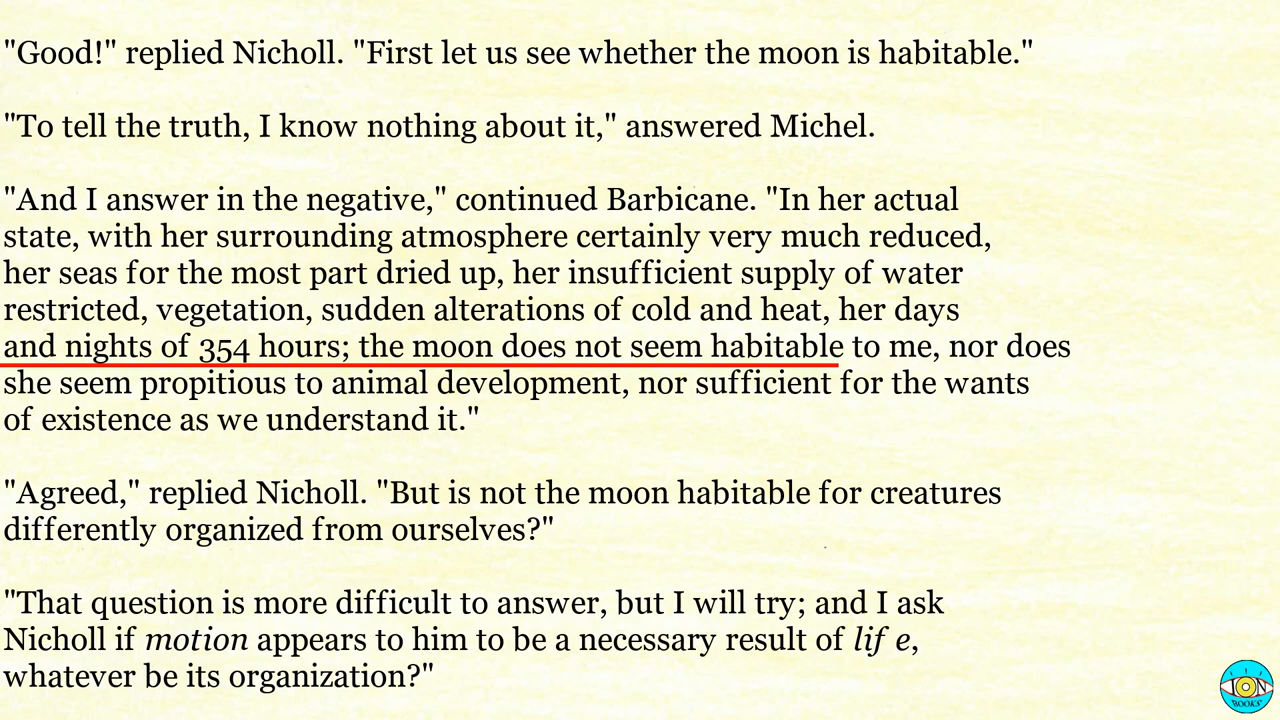 "Good!" replied Nicholl. "First let us see whether the moon is habitable."
"To tell the truth, I know nothing about it," answered Michel.
"And I answer in the negative," continued Barbicane. "In her actual
state, with her surrounding atmosphere certainly very much reduced,
her seas for the most part dried up, her insufficient supply of water
restricted, vegetation, sudden alterations of cold and heat, her days
and nights of 354 hours; the moon does not seem habitable to me, nor does
she seem propitious to animal development, nor sufficient for the wants
of existence as we understand it."
"Agreed," replied Nicholl. "But is not the moon habitable for creatures
differently organized from ourselves?"
"That question is more difficult to answer, but I will try; and I ask
Nicholl if motion appears to him to be a necessary result of lif e,
whatever be its organization?"
ION
BOOKS